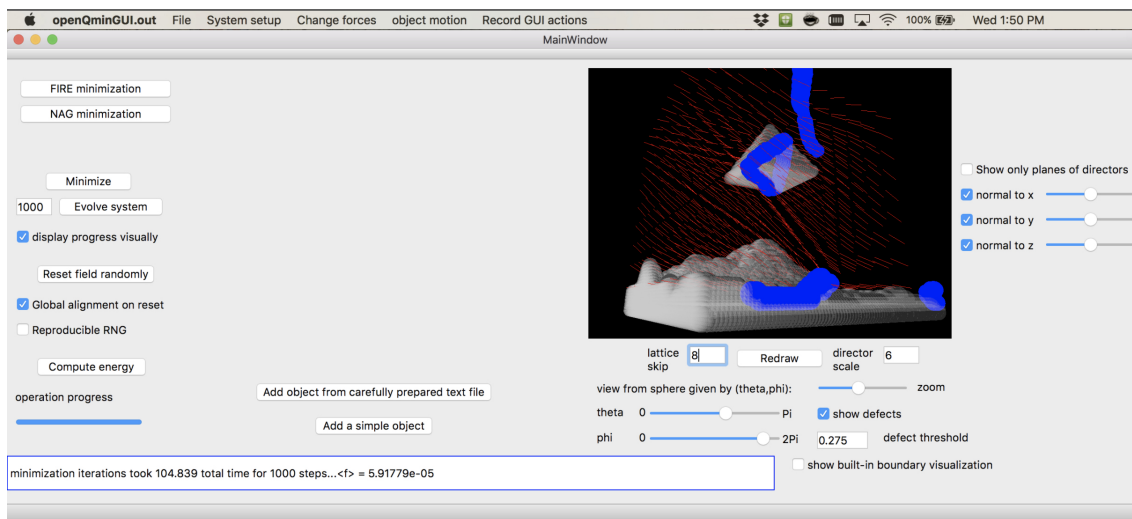 openQminGUI.out File System setup Change forces object motion Record GUI actions 100% Wed 1:50 PM
MainWindow
FIRE minimization
NAG minimization
Minimize
1000 Evolve system
display progress visually
Reset field randomly
Global alignment on reset
Reproducible RNG
Compute energy
operation progress
Add object from carefully prepared text file
Add a simple object
Show only planes of directors
normal to x
normal to y
normal to z
lattice skip 8 Redraw director scale 6
view from sphere given by (theta,phi): zoom
theta 0 Pi show defects
phi 0 2Pi 0.275 defect threshold
show built-in boundary visualization
minimization iterations took 104.839 total time for 1000 steps...<f> = 5.91779e-05